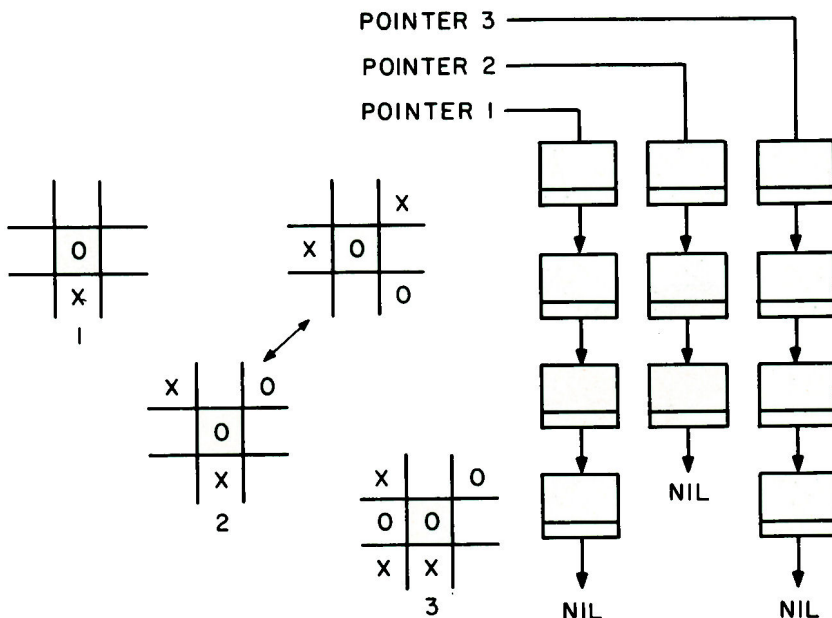 POINTER 3
POINTER 2
POINTER 1
X
O
X O
X
O
1
X O
O
X
2
X O
O O
X X
3
NIL
NIL
NIL